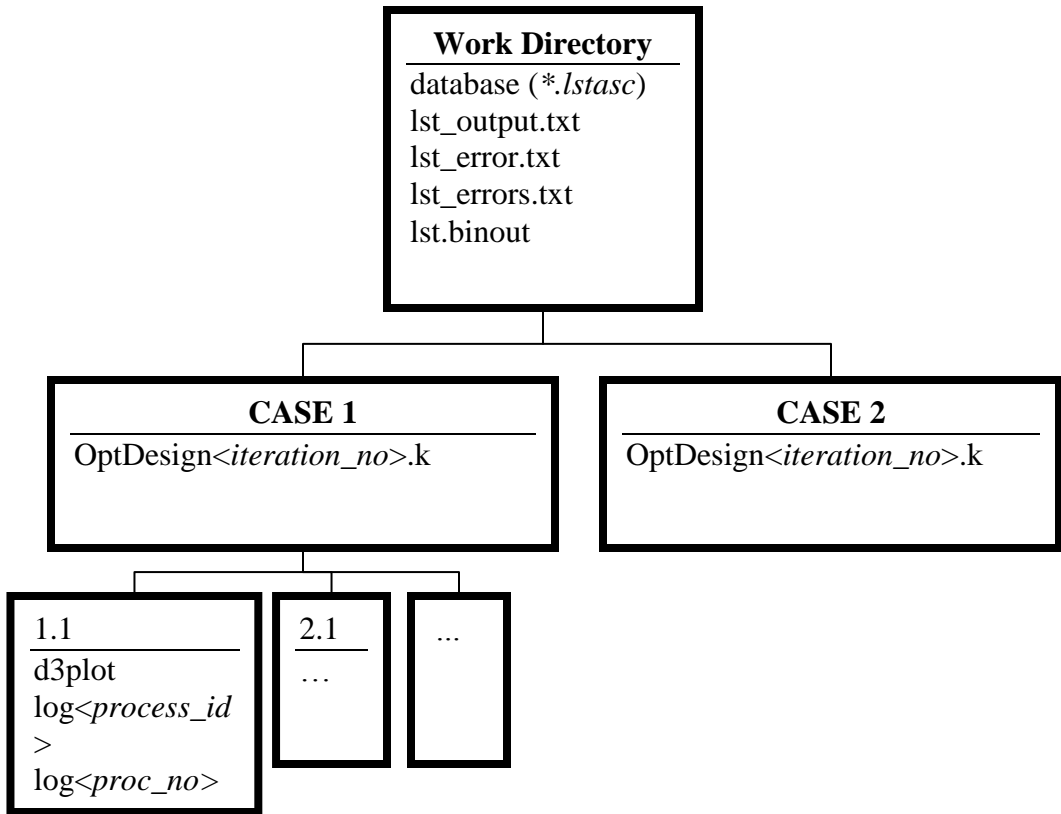 Work Directory
database (*.lstasc)
lst_output.txt
lst_error.txt
lst_errors.txt
lst.binout
CASE 1
OptDesign<iteration_no>.k
CASE 2
OptDesign<iteration_no>.k
1.1
d3plot
log<process_id
>
log<proc_no>
2.1
…
...